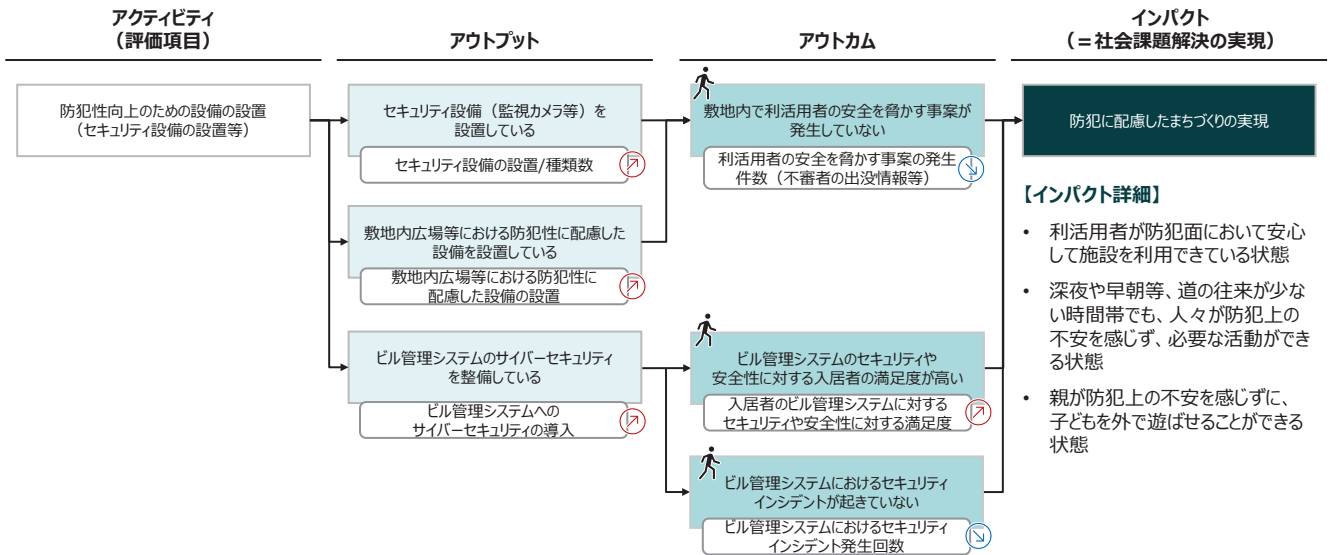 アクティビティ
（評価項目）
アウトプット
アウトカム
インパクト
（＝社会課題解決の実現）
防犯性向上のための設備の設置
（セキュリティ設備の設置等）
セキュリティ設備（監視カメラ等）を
設置している
セキュリティ設備の設置/種類数
敷地内広場等における防犯性に配慮した
設備を設置している
敷地内広場等における防犯性に
配慮した設備の設置
ビル管理システムのサイバーセキュリティ
を整備している
ビル管理システムへの
サイバーセキュリティの導入
敷地内で利活用者の安全を脅かす事案が
発生していない
利活用者の安全を脅かす事案の発生
件数（不審者の出没情報等）
ビル管理システムのセキュリティや
安全性に対する入居者の満足度が高い
入居者のビル管理システムに対する
セキュリティや安全性に対する満足度
ビル管理システムにおけるセキュリティ
インシデントが起きていない
ビル管理システムにおけるセキュリティ
インシデント発生回数
防犯に配慮したまちづくりの実現
【インパクト詳細】
• 利活用者が防犯面において安心
して施設を利用できている状態
• 深夜や早朝等、道の往来が少な
い時間帯でも、人々が防犯上の
不安を感じず、必要な活動ができ
る状態
• 親が防犯上の不安を感じずに、
子どもを外で遊ばせることができる
状態